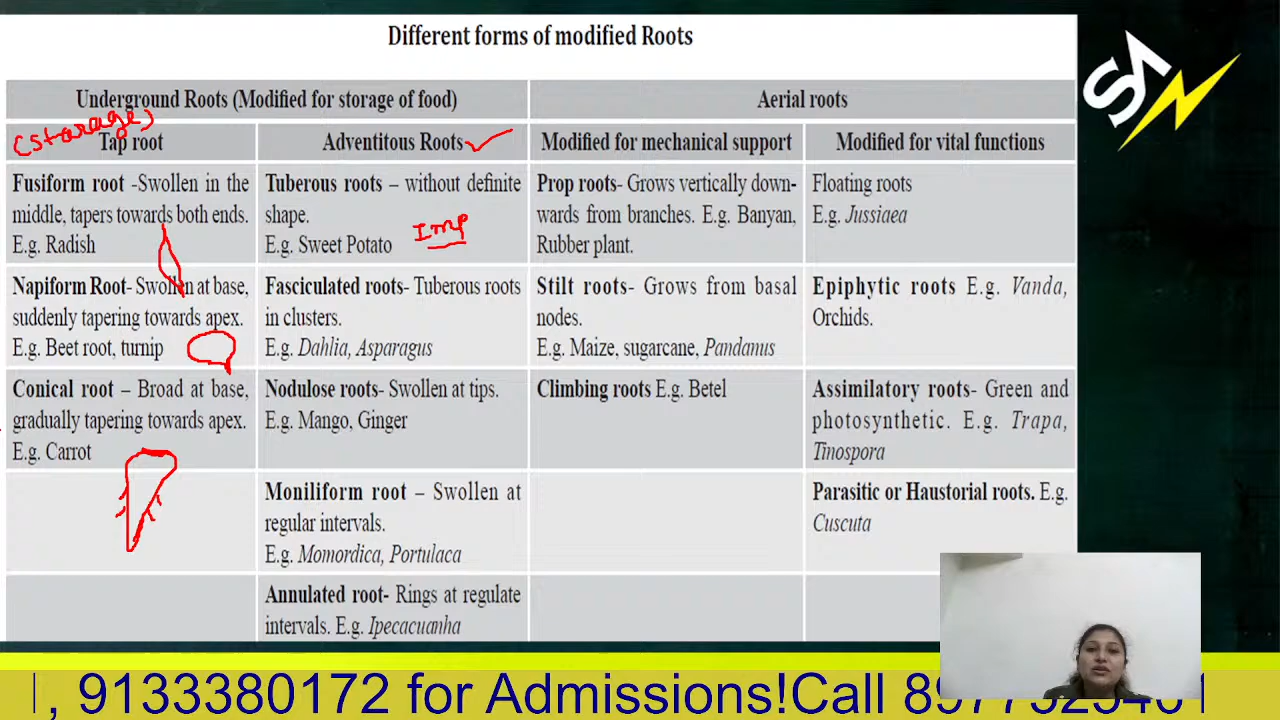 Different forms of modified Roots
SAN
Underground Roots (Modified for storage of food)
Aerial roots
(storage)
Tap root
Adventitous Roots
Modified for mechanical support
Modified for vital functions
Fusiform root -Swollen in the
middle, tapers towards both ends.
E.g. Radish
Tuberous roots – without definite
shape.
E.g. Sweet Potato
Imp
Prop roots- Grows vertically down-
wards from branches. E.g. Banyan,
Rubber plant.
Floating roots
E.g. Jussiaea
Napiform Root- Swollen at base,
suddenly tapering towards apex.
E.g. Beet root, turnip
Fasciculated roots- Tuberous roots
in clusters.
E.g. Dahlia, Asparagus
Stilt roots- Grows from basal
nodes.
E.g. Maize, sugarcane, Pandanus
Epiphytic roots E.g. Vanda,
Orchids.
Conical root – Broad at base,
gradually tapering towards apex.
E.g. Carrot
Nodulose roots- Swollen at tips.
E.g. Mango, Ginger
Climbing roots E.g. Betel
Assimilatory roots- Green and
photosynthetic. E.g. Trapa,
Tinospora
Moniliform root – Swollen at
regular intervals.
E.g. Momordica, Portulaca
Parasitic or Haustorial roots. E.g.
Cuscuta
Annulated root- Rings at regulate
intervals. E.g. Ipecacuanha
, 9133380172 for Admissions!Call